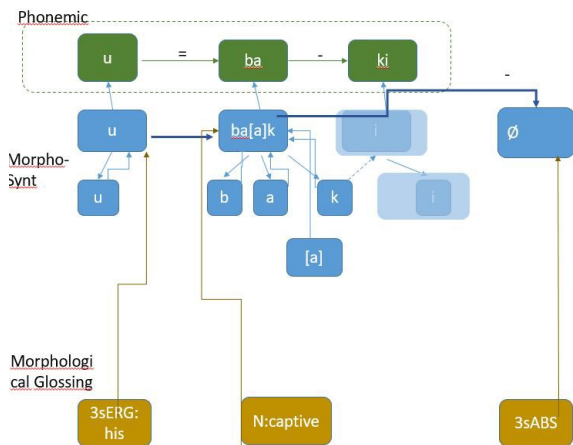 Phonemic
u = ba - ki
-
u ba[a]k i Ø
Morpho-
Synt
u b a k i
[a]
Morphologi
cal Glossing
3sERG:
his
N:captive
3sABS